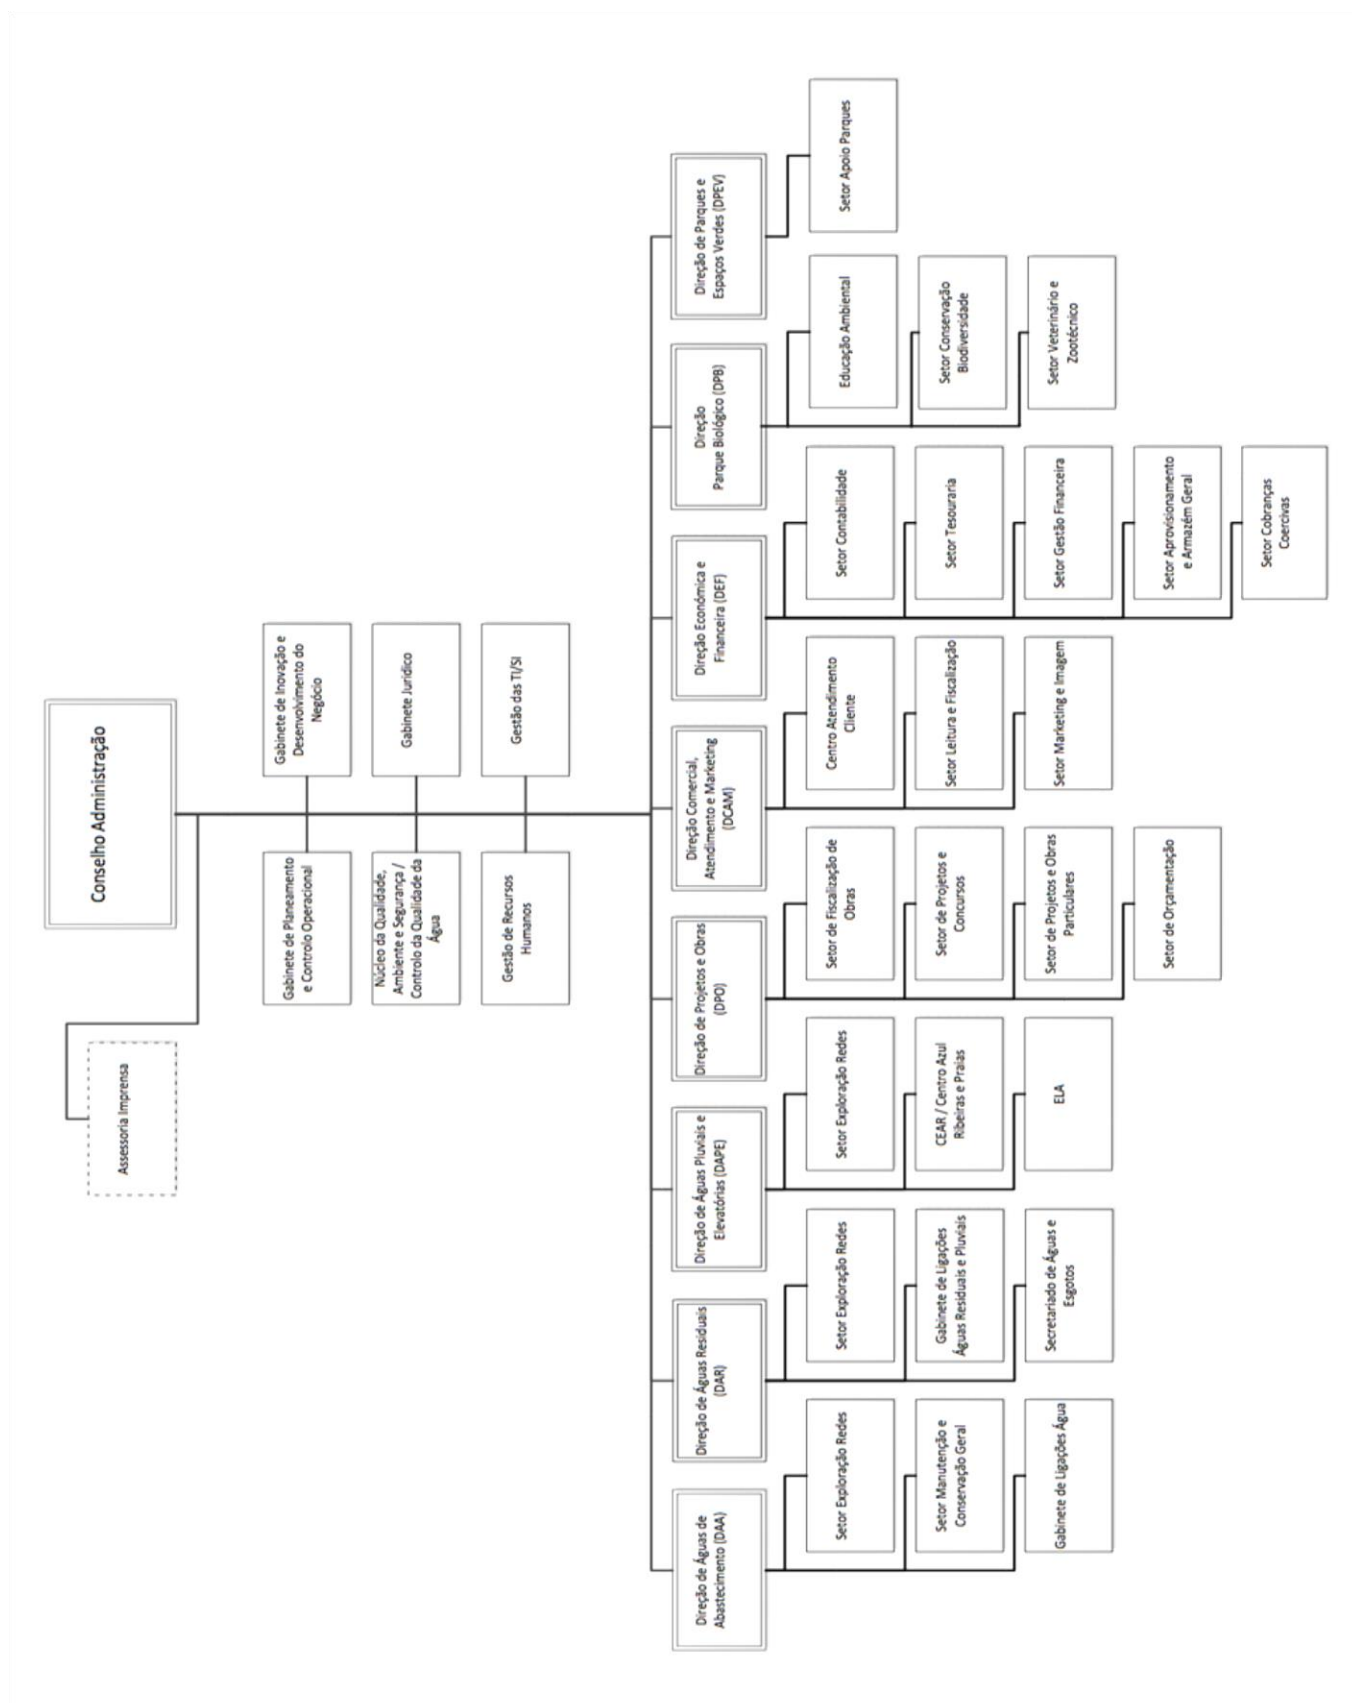 Conselho Administração
Assessoria Imprensa
Gabinete de Planeamento
e Controlo Operacional
Gabinete de Inovação e
Desenvolvimento do
Negócio
Núcleo da Qualidade,
Ambiente e Segurança /
Controlo da Qualidade da
Água
Gabinete Jurídico
Gestão de Recursos
Humanos
Gestão das TI/SI
Direção de Águas de
Abastecimento (DAA)
Setor Exploração Redes
Setor Manutenção e
Conservação Geral
Gabinete de Ligações Água
Direção de Águas Residuais
(DAR)
Setor Exploração Redes
Gabinete de Ligações
Águas Residuais e Pluviais
Secretariado de Águas e
Esgotos
Direção de Águas Pluviais e
Elevatórias (DAPE)
Setor Exploração Redes
CEAR / Centro Azul
Ribeiras e Praias
ELA
Direção de Projetos e Obras
(DPO)
Setor de Fiscalização de
Obras
Setor de Projetos e
Concursos
Setor de Projetos e Obras
Particulares
Setor de Orçamentação
Direção Comercial,
Atendimento e Marketing
(DCAM)
Centro Atendimento
Cliente
Setor Leitura e Fiscalização
Setor Marketing e Imagem
Direção Económica e
Financeira (DEF)
Setor Contabilidade
Setor Tesouraria
Setor Gestão Financeira
Setor Aprovisionamento
e Armazém Geral
Setor Cobranças
Coercivas
Direção
Parque Biológico (DPB)
Educação Ambiental
Setor Conservação
Biodiversidade
Setor Veterinário e
Zootécnico
Direção de Parques e
Espaços Verdes (DPEV)
Setor Apoio Parques